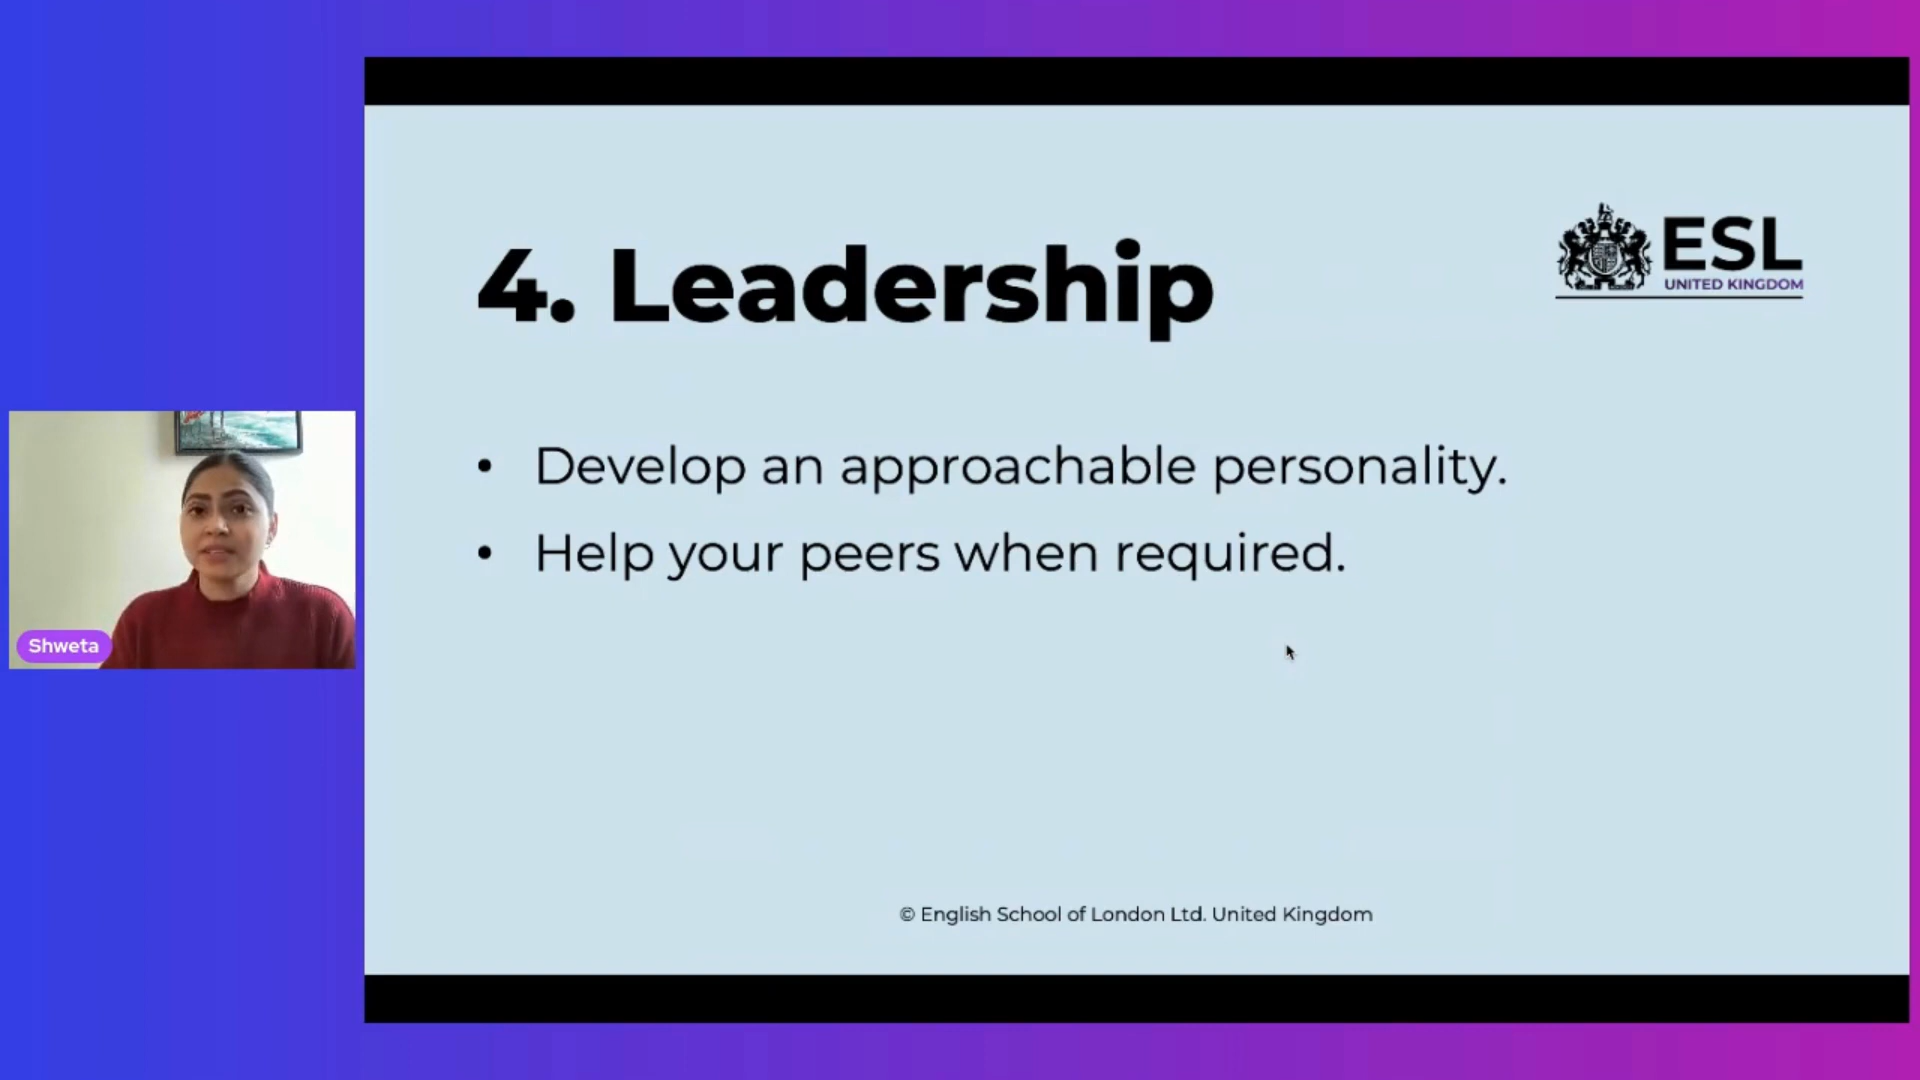 4. Leadership
ESL
UNITED KINGDOM
• Develop an approachable personality.
• Help your peers when required.
Shweta
© English School of London Ltd. United Kingdom